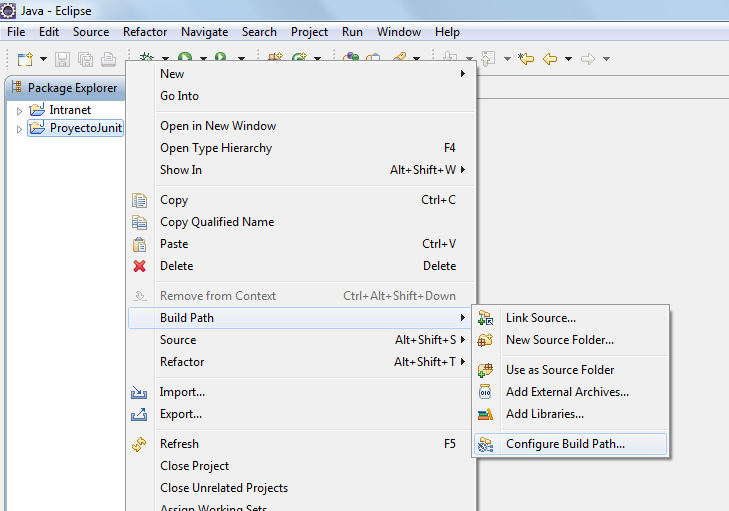 Java - Eclipse
File Edit Source Refactor Navigate Search Project Run Window Help
Package Explorer
Intranet
ProyectoJunit
New
Go Into
Open in New Window
Open Type Hierarchy F4
Show In Alt+Shift+W
Copy Ctrl+C
Copy Qualified Name
Paste Ctrl+V
Delete Delete
Remove from Context Ctrl+Alt+Shift+Down
Build Path
Source Alt+Shift+S
Refactor Alt+Shift+T
Import...
Export...
Refresh F5
Close Project
Close Unrelated Projects
Assign Working Sets...
Link Source...
New Source Folder...
Use as Source Folder
Add External Archives...
Add Libraries...
Configure Build Path...